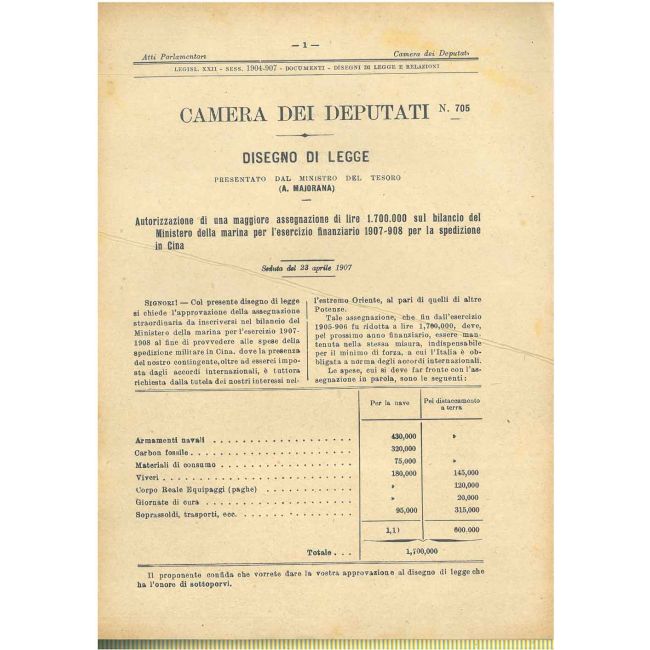 — 1 —
Atti Parlamentari Camera dei Deputati
LEGISL. XXII - SESS. 1904-907 - DOCUMENTI - DISEGNI DI LEGGE E RELAZIONI
CAMERA DEI DEPUTATI N. 705
DISEGNO DI LEGGE
PRESENTATO DAL MINISTRO DEL TESORO
(A. MAJORANA)
Autorizzazione di una maggiore assegnazione di lire 1.700.000 sul bilancio del
Ministero della marina per l'esercizio finanziario 1907-908 per la spedizione
in Cina
Seduta del 23 aprile 1907
SIGNORI! — Col presente disegno di legge
si chiede l'approvazione della assegnazione
straordinaria da inscriversi nel bilancio del
Ministero della marina per l'esercizio 1907-
1908 al fine di provvedere alle spese della
spedizione militare in Cina. dove la presenza
del nostro contingente, oltre ad esserci impo-
sta dagli accordi internazionali, è tuttora
richiesta dalla tutela dei nostri interessi nel-
l'estremo Oriente, al pari di quelli di altre
Potenze.
Tale assegnazione, che fin dall'esercizio
1905-906 fu ridotta a lire 1,700,000, deve,
pel prossimo anno finanziario, essere man-
tenuta nella stessa misura, indispensabile
per il minimo di forza, a cui l'Italia è ob-
bligata a norma degli accordi internazionali.
Le spese, cui si deve far fronte con l'as-
segnazione in parola, sono le seguenti:
Per la nave Pel distaccamento
a terra
Armamenti navali . . . . . . . . . . . . . . . . . . . . 430,000 »
Carbon fossile . . . . . . . . . . . . . . . . . . . . . . . 320,000
Materiali di consumo . . . . . . . . . . . . . . . . . . 75,000 »
Viveri . . . . . . . . . . . . . . . . . . . . . . . . . . . . 180,000 145,000
Corpo Reale Equipaggi (paghe) . . . . . . . . . . . . » 120,000
Giornate di cura . . . . . . . . . . . . . . . . . . . . . » 20,000
Soprassoldi, trasporti, ecc. . . . . . . . . . . . . . . . 95,000 315,000
1,1) 600.000
Totale . . . 1,700,000
Il proponente confida che vorrete dare la vostra approvazione al disegno di legge che
ha l'onore di sottoporvi.